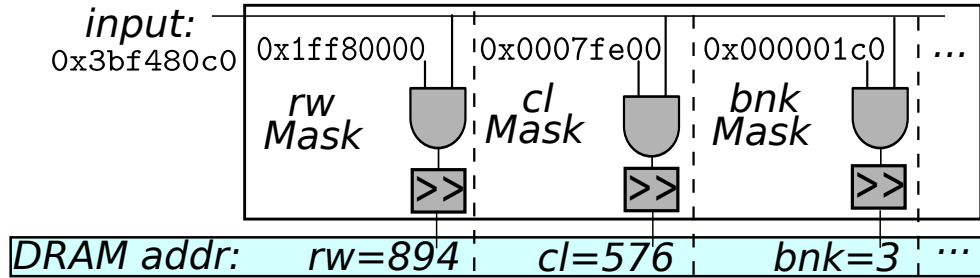 input:
0x3bf480c0
0x1ff80000
rw
Mask
>>
0x0007fe00
cl
Mask
>>
0x000001c0
bnk
Mask
>>
...
DRAM addr: rw=894 cl=576 bnk=3 ...